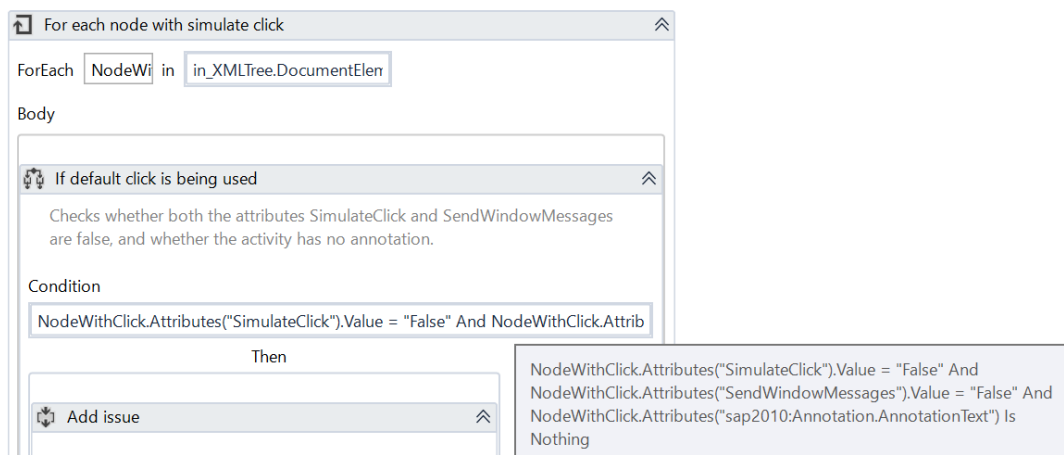 For each node with simulate click
ForEach NodeWi in in_XMLTree.DocumentElem
Body
If default click is being used
Checks whether both the attributes SimulateClick and SendWindowMessages
are false, and whether the activity has no annotation.
Condition
NodeWithClick.Attributes("SimulateClick").Value = "False" And NodeWithClick.Attrib
Then
NodeWithClick.Attributes("SimulateClick").Value = "False" And
NodeWithClick.Attributes("SendWindowMessages").Value = "False" And
NodeWithClick.Attributes("sap2010:Annotation.AnnotationText") Is
Nothing
Add issue